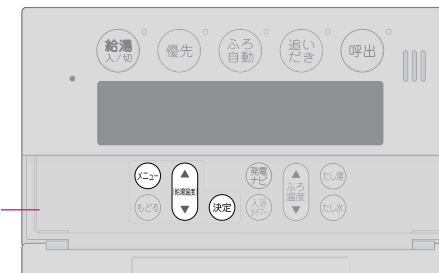 給湯
入／切
優先
ふろ
自動
追い
だき
呼出
メニュー
▲
給湯温度
▼
もどる
決定
発電
ナビ
入浴
タイマー
▲
ふろ
温度
▼
たし湯
たし水